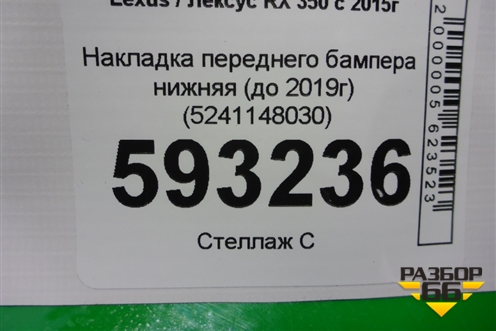 Lexus / Лексус RX 350 с 2015г
Накладка переднего бампера
нижняя (до 2019г)
(5241148030)
593236
Стеллаж С
2000005623523
РАЗБОР
66